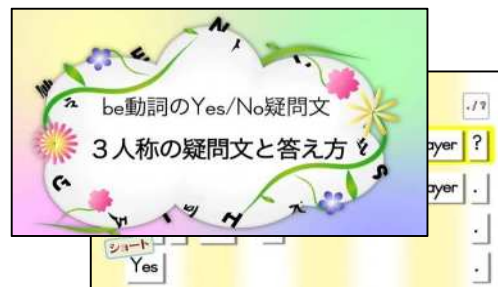 be動詞のYes/No疑問文
3人称の疑問文と答え方
./?
ayer ?
ayer .
.
ショート
Yes
.